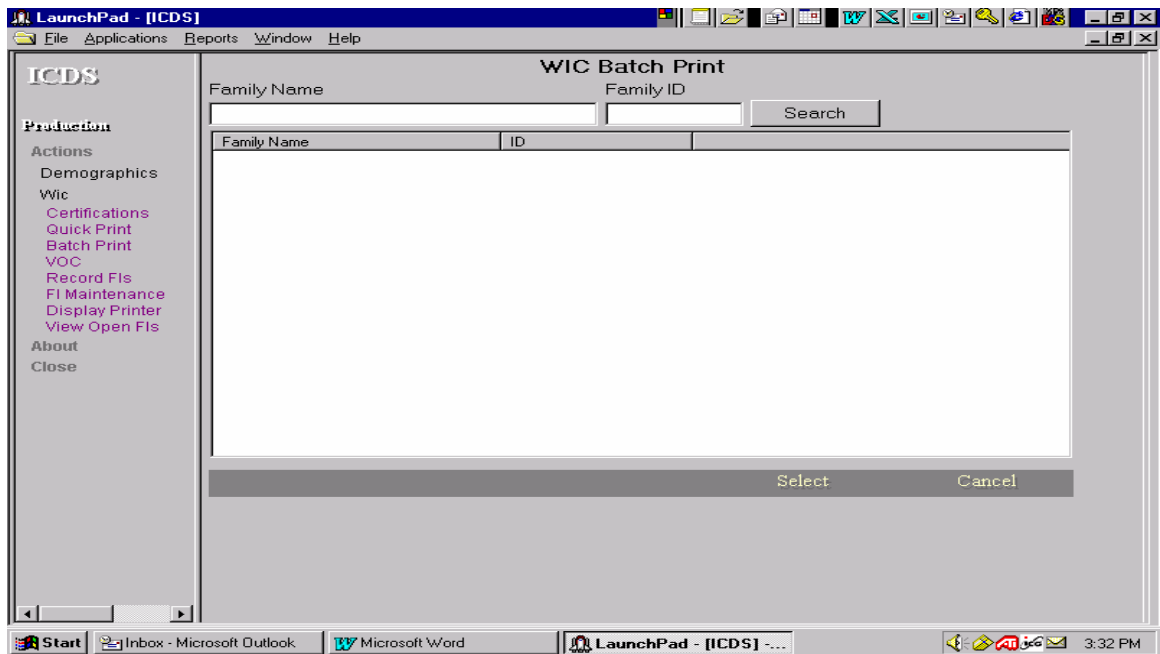 LaunchPad - [ICDS]
File Applications Reports Window Help
ICDS
Production
Actions
Demographics
Wic
Certifications
Quick Print
Batch Print
VOC
Record FIs
FI Maintenance
Display Printer
View Open FIs
About
Close
WIC Batch Print
Family Name Family ID
Search
Family Name ID
Select Cancel
Start Inbox - Microsoft Outlook Microsoft Word LaunchPad - [ICDS] -... 3:32 PM